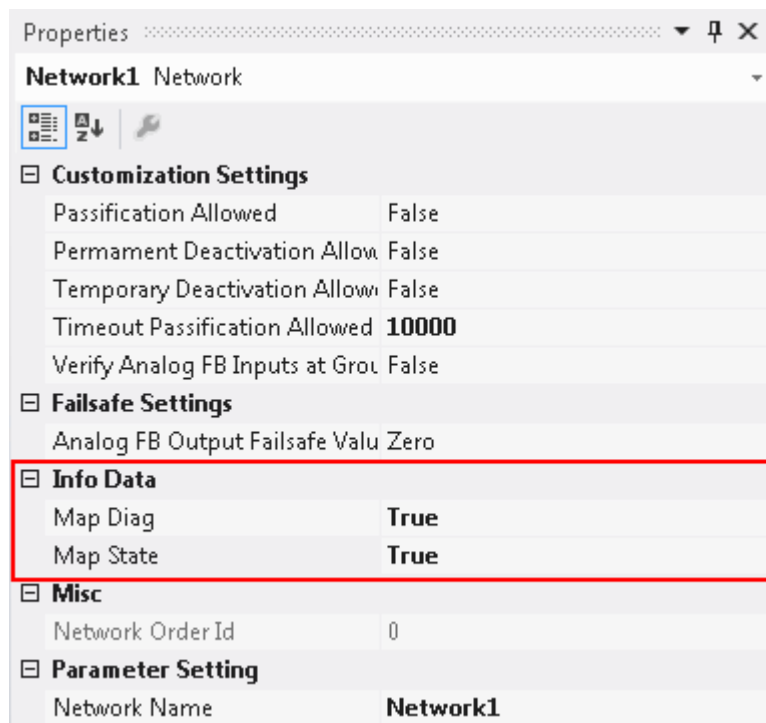 Properties
Network1 Network
Customization Settings
Passification Allowed False
Permament Deactivation Allow False
Temporary Deactivation Allow False
Timeout Passification Allowed 10000
Verify Analog FB Inputs at Grou False
Failsafe Settings
Analog FB Output Failsafe Valu Zero
Info Data
Map Diag True
Map State True
Misc
Network Order Id 0
Parameter Setting
Network Name Network1